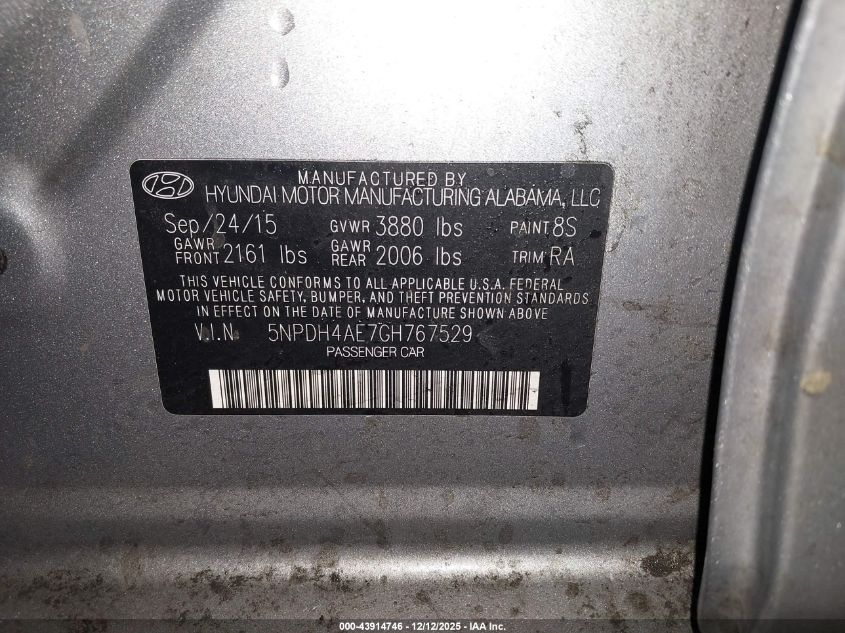 MANUFACTURED BY
HYUNDAI MOTOR MANUFACTURING ALABAMA, LLC
Sep/24/15 GVWR 3880 lbs PAINT 8S
GAWR FRONT 2161 lbs GAWR REAR 2006 lbs TRIM RA
THIS VEHICLE CONFORMS TO ALL APPLICABLE U.S.A. FEDERAL
MOTOR VEHICLE SAFETY, BUMPER, AND THEFT PREVENTION STANDARDS
IN EFFECT ON THE DATE OF MANUFACTURE SHOWN ABOVE
V.I.N. 5NPDH4AE7GH767529
PASSENGER CAR
000-43914746 - 12/12/2025 - IAA Inc.